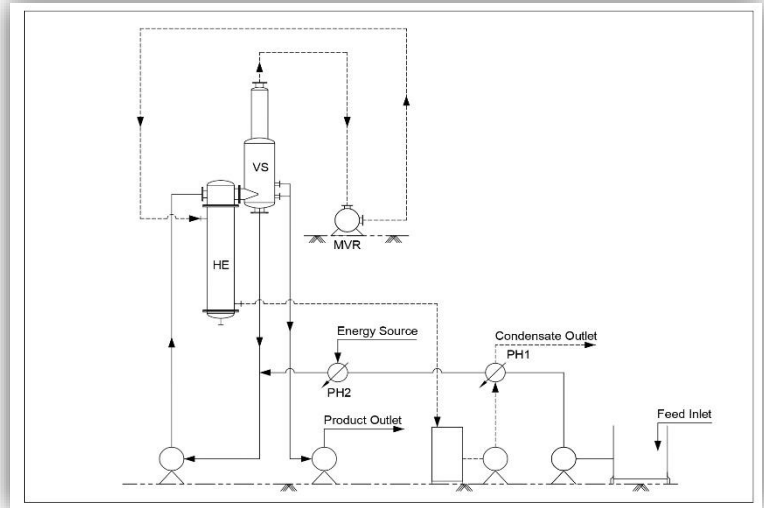 VS
MVR
HE
Energy Source
Condensate Outlet
PH1
PH2
Product Outlet
Feed Inlet